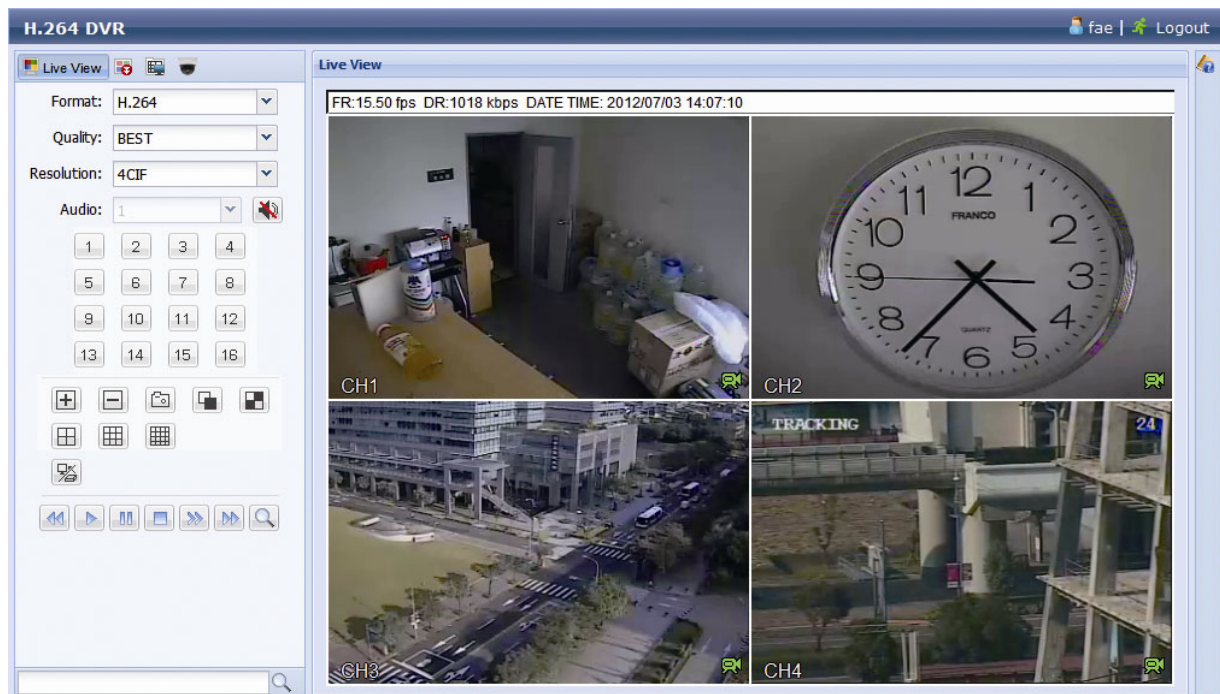 H.264 DVR
fae | Logout
Live View
Live View
Format: H.264
Quality: BEST
Resolution: 4CIF
Audio: 1
1 2 3 4
5 6 7 8
9 10 11 12
13 14 15 16
FR:15.50 fps DR:1018 kbps DATE TIME: 2012/07/03 14:07:10
CH1
12
11 1
FRANCO
10 2
9 3
8 4
QUARTZ
7 5
6
CH2
CH3
TRACKING 24
CH4